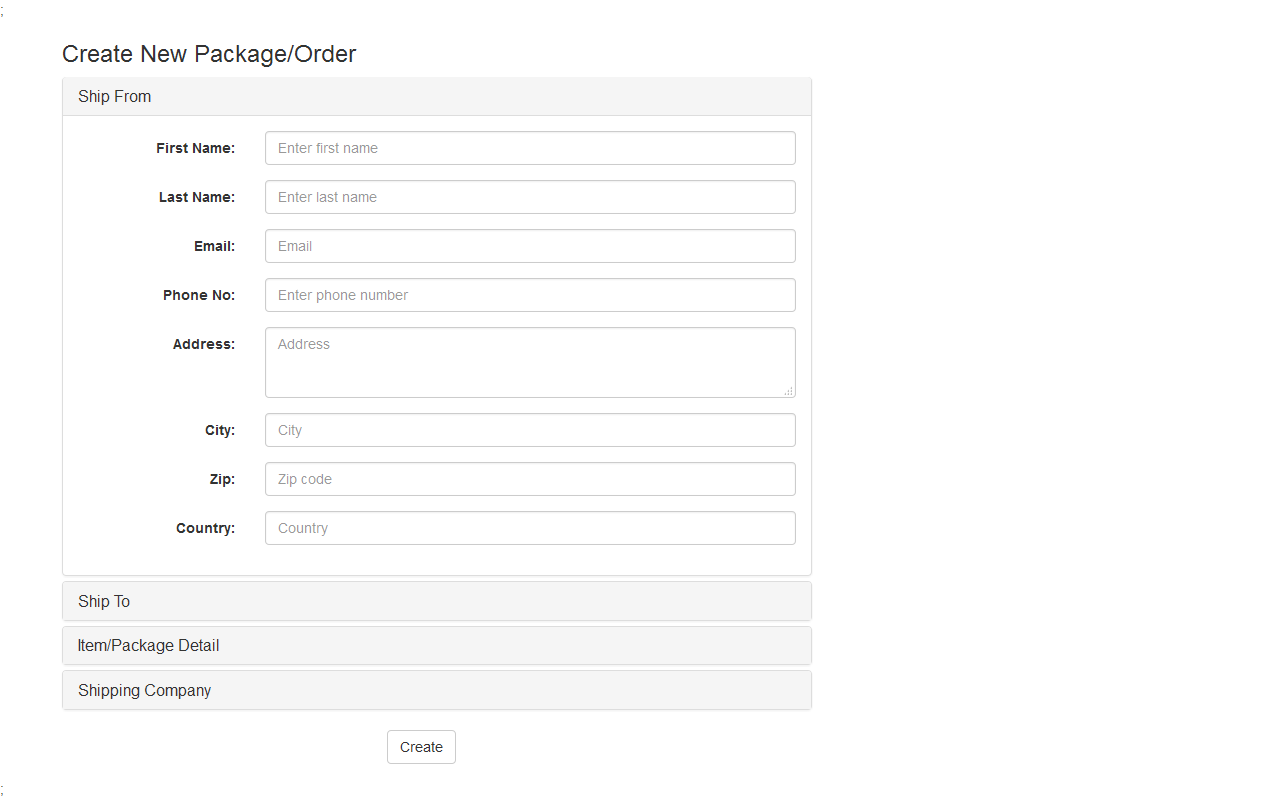 ;
Create New Package/Order
Ship From
First Name: Enter first name
Last Name: Enter last name
Email: Email
Phone No: Enter phone number
Address: Address
City: City
Zip: Zip code
Country: Country
Ship To
Item/Package Detail
Shipping Company
Create
;